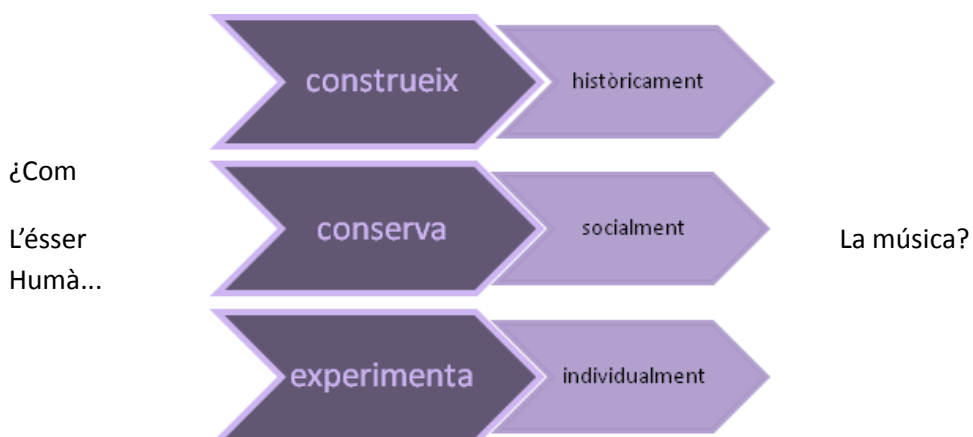 ¿Com
L’ésser
Humà...
construeix
històricament
conserva
socialment
experimenta
individualment
La música?